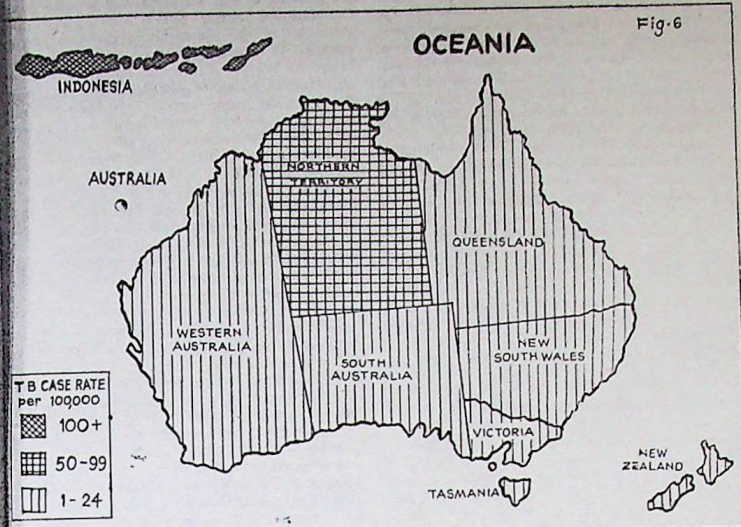 Fig. 6
OCEANIA
INDONESIA
AUSTRALIA
NORTHERN
TERRITORY
QUEENSLAND
WESTERN
AUSTRALIA
SOUTH
AUSTRALIA
NEW
SOUTH WALES
VICTORIA
TASMANIA
NEW
ZEALAND
TB CASE RATE
per 100,000
100+
50-99
1-24